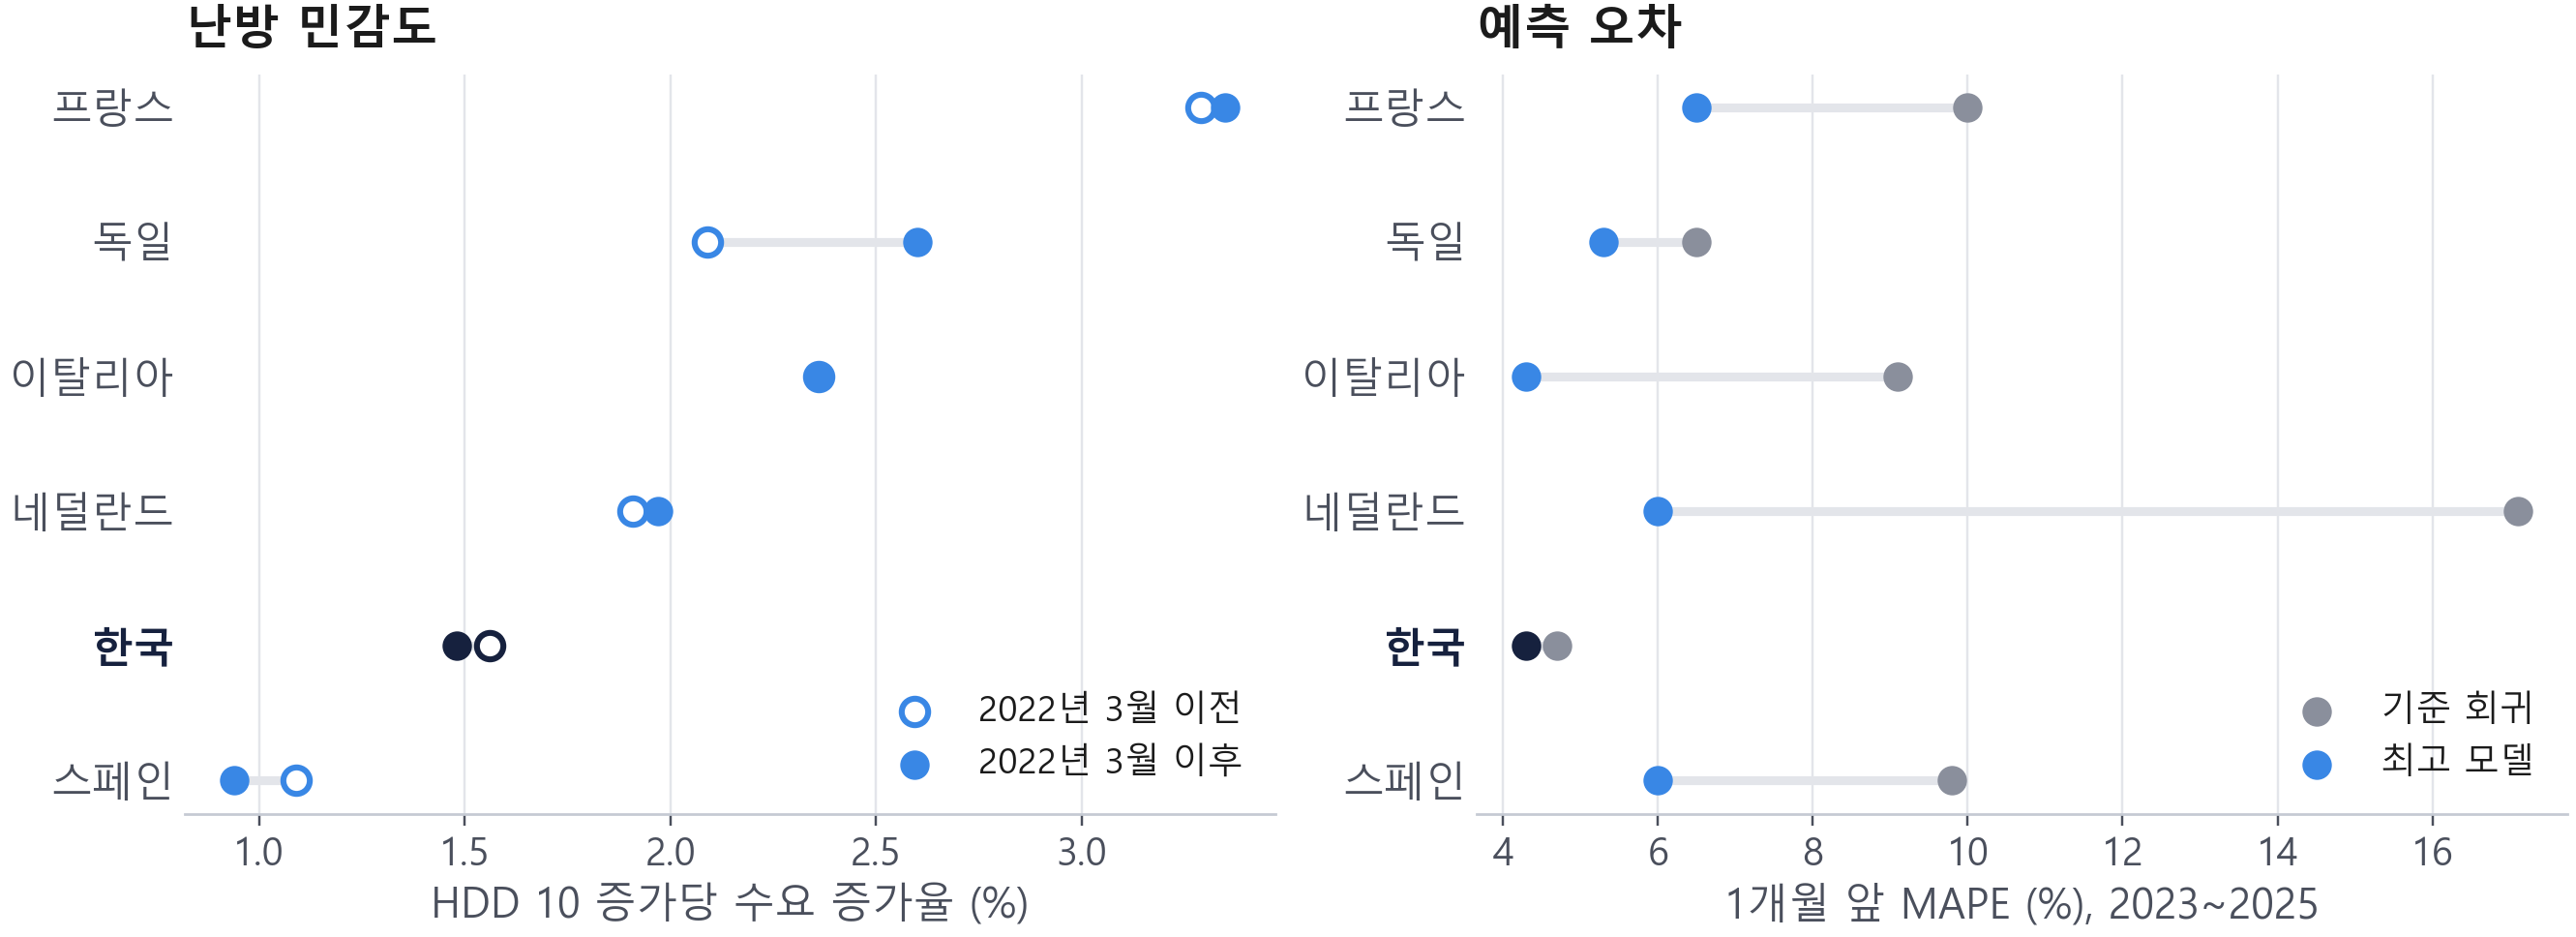 난방 민감도
프랑스
독일
이탈리아
네덜란드
한국
스페인
2022년 3월 이전
2022년 3월 이후
1.0 1.5 2.0 2.5 3.0
HDD 10 증가당 수요 증가율 (%)
예측 오차
프랑스
독일
이탈리아
네덜란드
한국
스페인
기준 회귀
최고 모델
4 6 8 10 12 14 16
1개월 앞 MAPE (%), 2023~2025